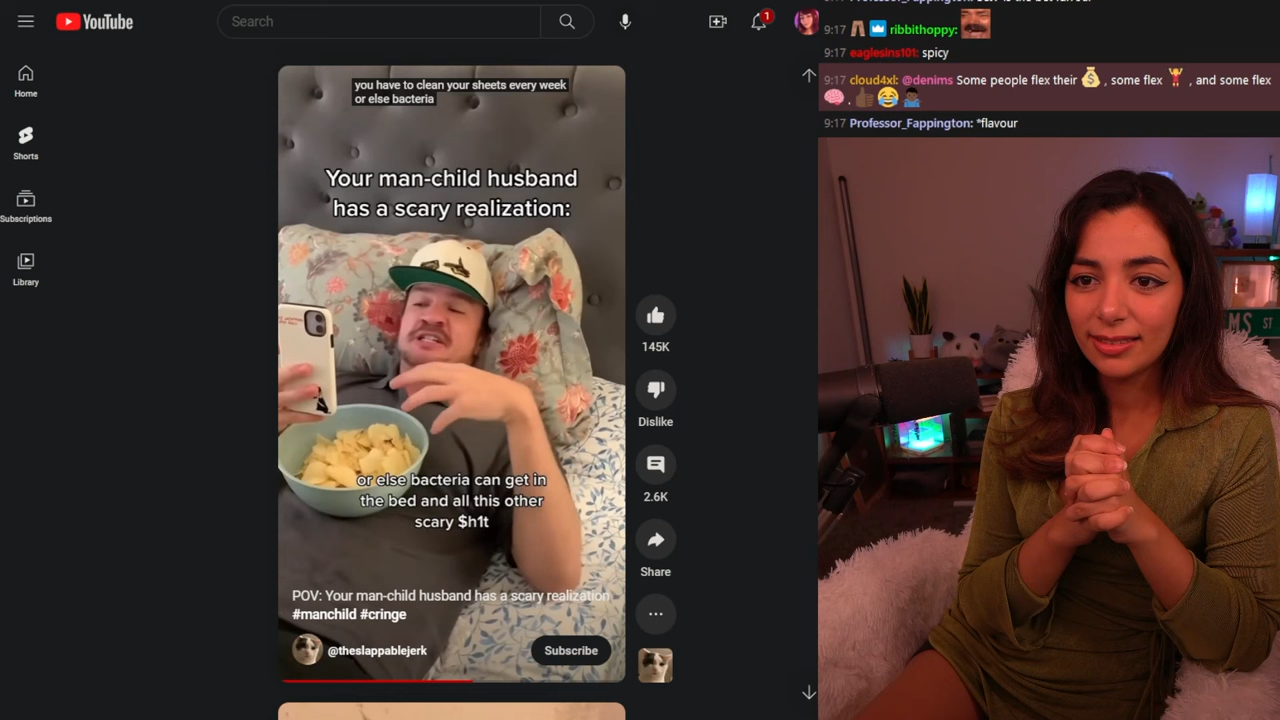 YouTube
Search
1
Home
Shorts
Subscriptions
Library
you have to clean your sheets every week
or else bacteria
Your man-child husband
has a scary realization:
or else bacteria can get in
the bed and all this other
scary $h1t
POV: Your man-child husband has a scary realization
#manchild #cringe
@theslappablejerk
Subscribe
145K
Dislike
2.6K
Share
9:17 ribbithoppy:
9:17 eaglesins101: spicy
9:17 cloud4xl: @denims Some people flex their 💰 , some flex 🏋 , and some flex
🧠 . 👍🏾 😂 🤷🏾‍♂️
9:17 Professor_Fappington: *flavour
MS ST